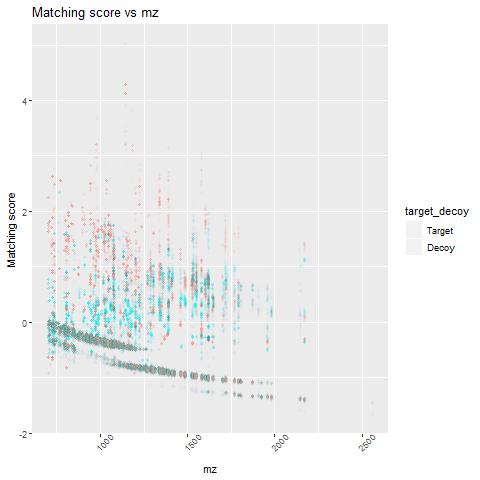 Matching score vs mz
4
2
0
-2
Matching score
1000
1500
2000
2500
mz
target_decoy
Target
Decoy